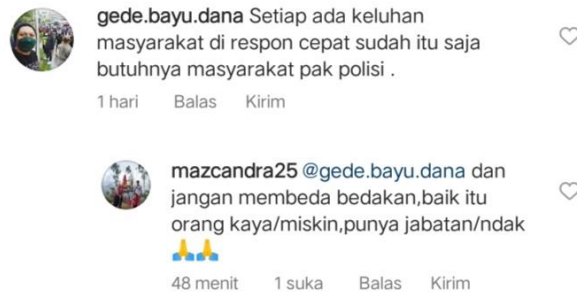 gede.bayu.dana Setiap ada keluhan
masyarakat di respon cepat sudah itu saja
butuhnya masyarakat pak polisi .
1 hari Balas Kirim
mazcandra25 @gede.bayu.dana dan
jangan membeda bedakan,baik itu
orang kaya/miskin,punya jabatan/ndak
🙏🙏
48 menit 1 suka Balas Kirim